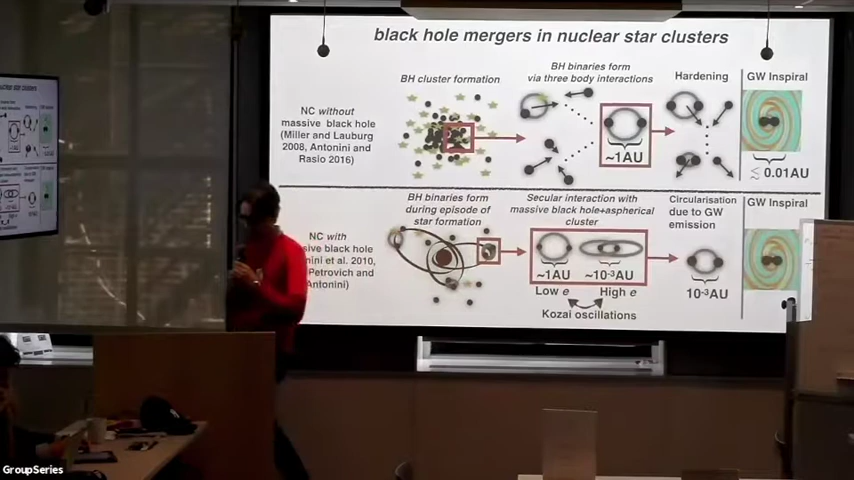 black hole mergers in nuclear star clusters
BH cluster formation
BH binaries form
via three body interactions
Hardening
GW Inspiral
NC without
massive black hole
(Miller and Lauburg
2008, Antonini and
Rasio 2016)
~1AU
≲ 0.01AU
BH binaries form
during episode of
star formation
Secular interaction with
massive black hole+aspherical
cluster
Circularisation
due to GW
emission
GW Inspiral
NC with
sive black hole
nini et al. 2010,
Petrovich and
Antonini)
~1AU
~10-³AU
10-³AU
Low e
High e
Kozai oscillations
GroupSeries